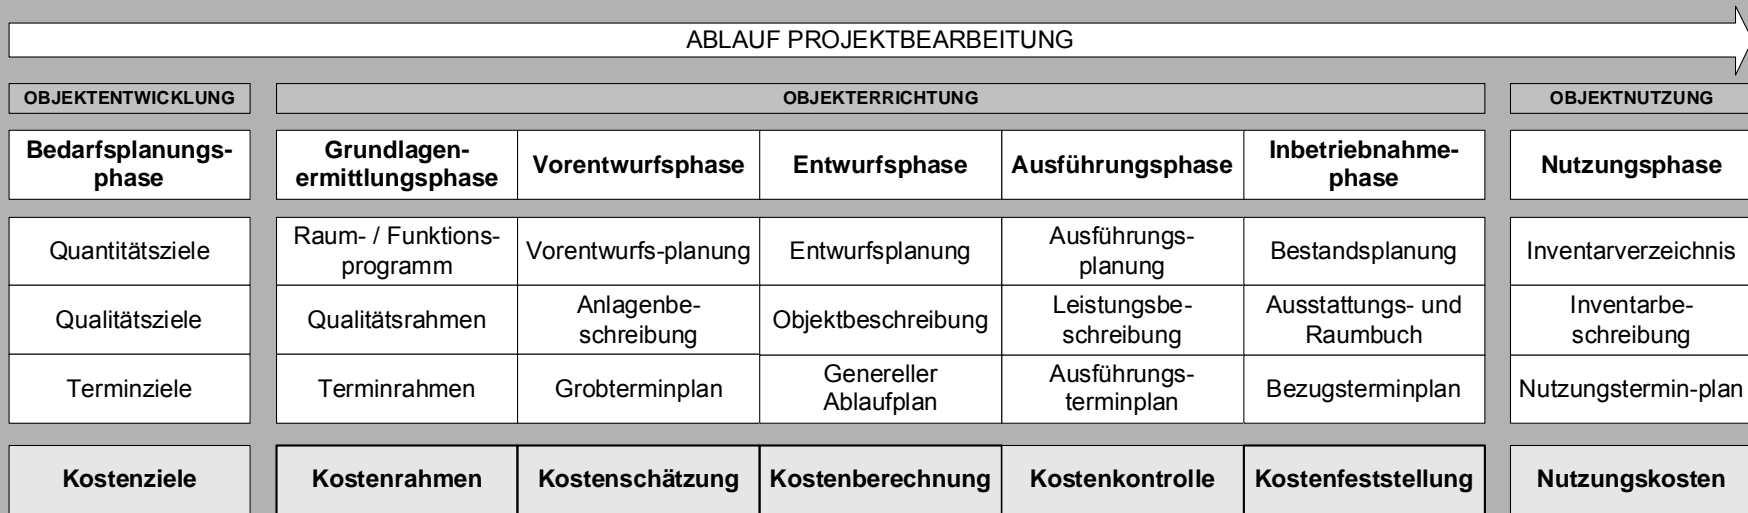 ABLAUF PROJEKTBEARBEITUNG
OBJEKTENTWICKLUNG
OBJEKTERRICHTUNG
OBJEKTNUTZUNG
Bedarfsplanungs-
phase
Grundlagen-
ermittlungsphase
Vorentwurfsphase
Entwurfsphase
Ausführungsphase
Inbetriebnahme-
phase
Nutzungsphase
Quantitätsziele
Raum- / Funktions-
programm
Vorentwurfs-planung
Entwurfsplanung
Ausführungs-
planung
Bestandsplanung
Inventarverzeichnis
Qualitätsziele
Qualitätsrahmen
Anlagenbe-
schreibung
Objektbeschreibung
Leistungsbe-
schreibung
Ausstattungs- und
Raumbuch
Inventarbe-
schreibung
Terminziele
Terminrahmen
Grobterminplan
Genereller
Ablaufplan
Ausführungs-
terminplan
Bezugsterminplan
Nutzungstermin-plan
Kostenziele
Kostenrahmen
Kostenschätzung
Kostenberechnung
Kostenkontrolle
Kostenfeststellung
Nutzungskosten